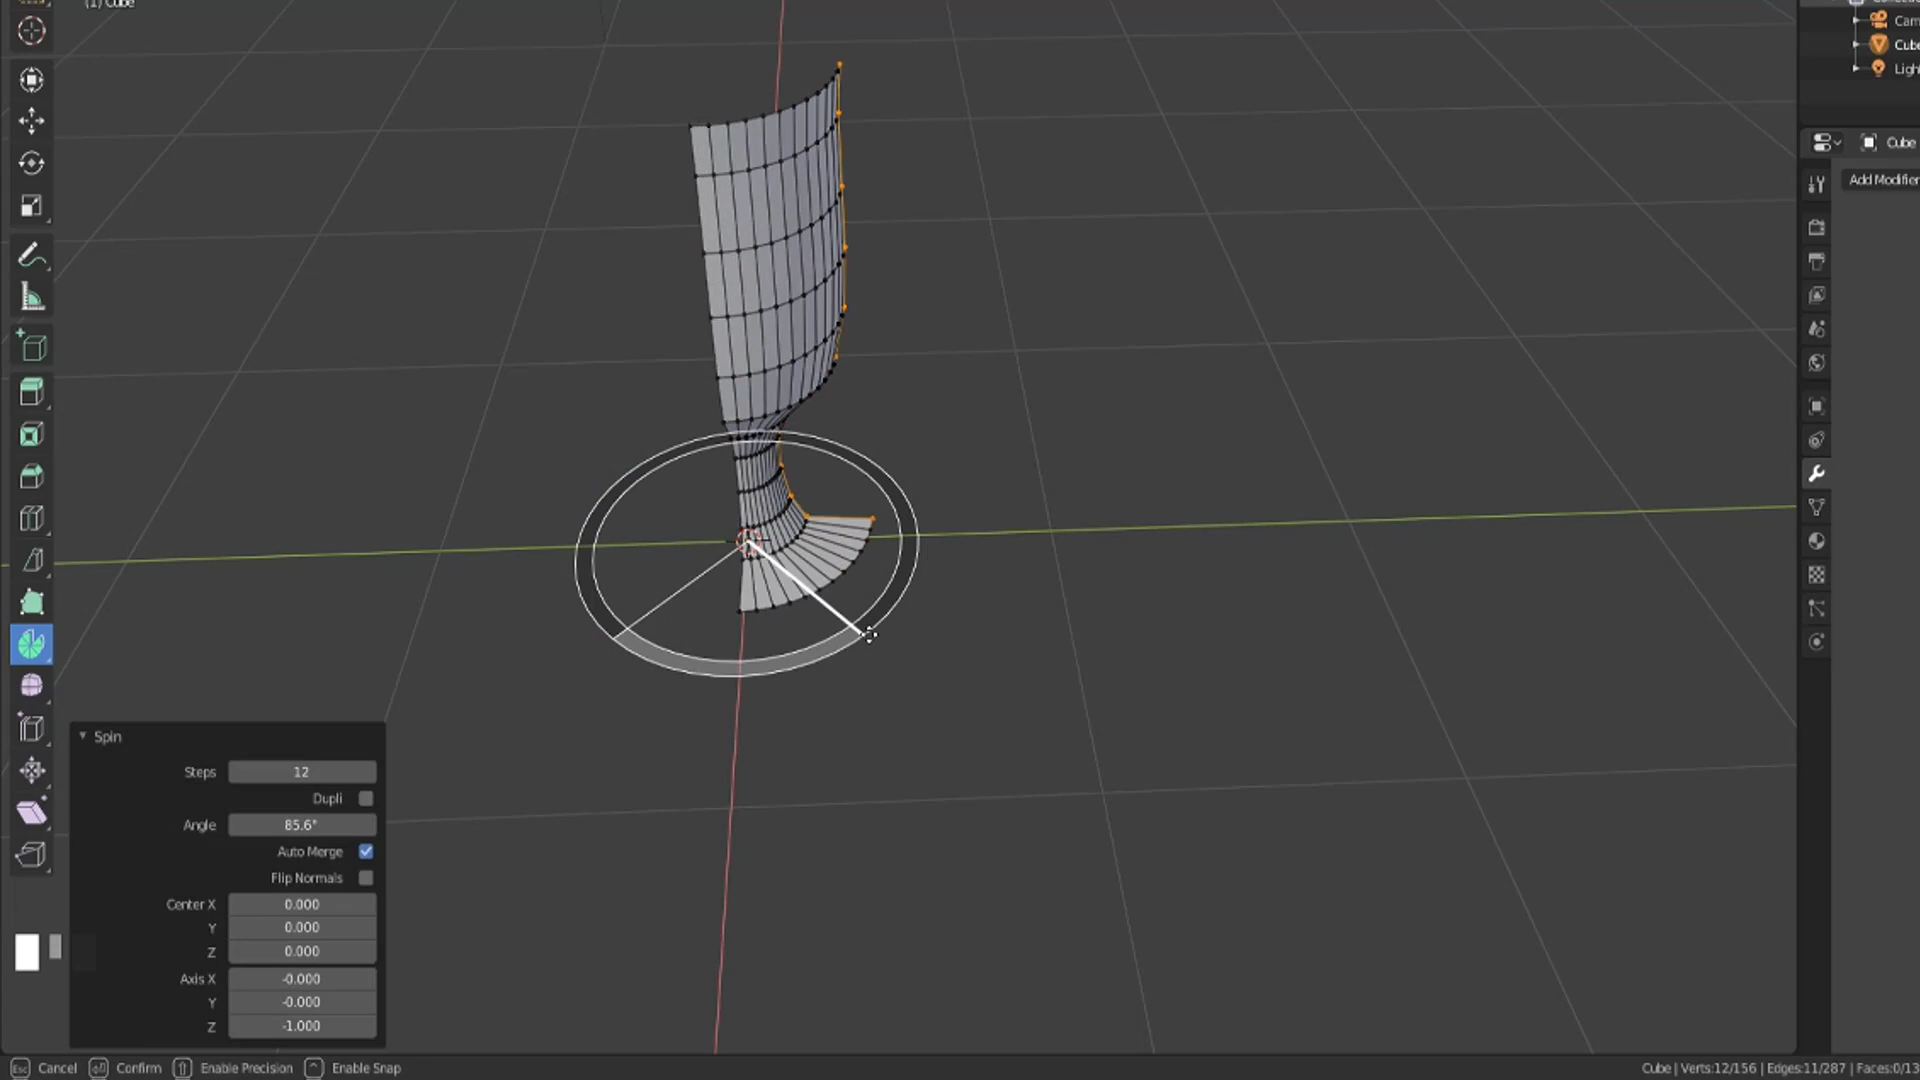 (1) Cube
Cam
Cube
Ligh
Cube
Add Modifier
Spin
Steps 12
Dupli
Angle 85.6°
Auto Merge
Flip Normals
Center X 0.000
Y 0.000
Z 0.000
Axis X -0.000
Y -0.000
Z -1.000
Esc Cancel Confirm Enable Precision Enable Snap
Cube | Verts:12/156 | Edges:11/287 | Faces:0/13